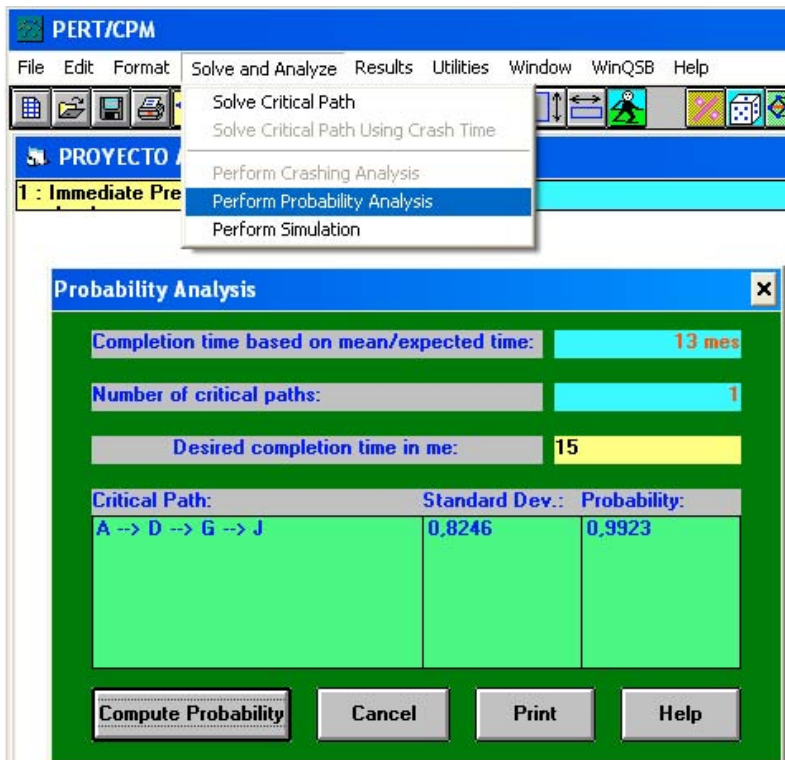 PERT/CPM
File Edit Format Solve and Analyze Results Utilities Window WinQSB Help
Solve Critical Path
Solve Critical Path Using Crash Time
Perform Crashing Analysis
Perform Probability Analysis
Perform Simulation
PROYECTO
1 : Immediate Pre
Probability Analysis
Completion time based on mean/expected time: 13 mes
Number of critical paths: 1
Desired completion time in me: 15
Critical Path: Standard Dev.: Probability:
A --> D --> G --> J 0,8246 0,9923
Compute Probability Cancel Print Help